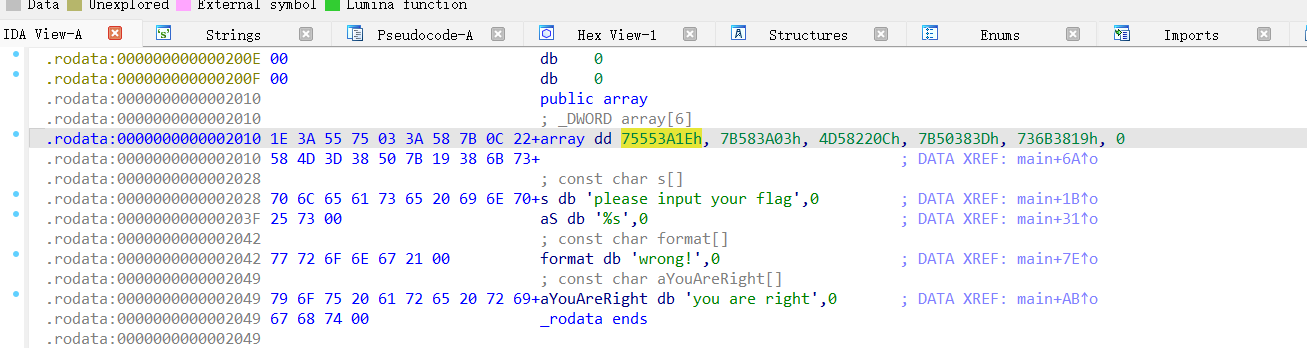 Data Unexplored External symbol Lumina function
IDA View-A Strings Pseudocode-A Hex View-1 Structures Enums Imports
.rodata:000000000000200E 00 db 0
.rodata:000000000000200F 00 db 0
.rodata:0000000000002010 public array
.rodata:0000000000002010 ; _DWORD array[6]
.rodata:0000000000002010 1E 3A 55 75 03 3A 58 7B 0C 22+array dd 75553A1Eh, 7B583A03h, 4D58220Ch, 7B50383Dh, 736B3819h, 0
.rodata:0000000000002010 58 4D 3D 38 50 7B 19 38 6B 73+ ; DATA XREF: main+6A↑o
.rodata:0000000000002028 ; const char s[]
.rodata:0000000000002028 70 6C 65 61 73 65 20 69 6E 70+s db 'please input your flag',0 ; DATA XREF: main+1B↑o
.rodata:000000000000203F 25 73 00 aS db '%s',0 ; DATA XREF: main+31↑o
.rodata:0000000000002042 ; const char format[]
.rodata:0000000000002042 77 72 6F 6E 67 21 00 format db 'wrong!',0 ; DATA XREF: main+7E↑o
.rodata:0000000000002049 ; const char aYouAreRight[]
.rodata:0000000000002049 79 6F 75 20 61 72 65 20 72 69+aYouAreRight db 'you are right',0 ; DATA XREF: main+AB↑o
.rodata:0000000000002049 67 68 74 00 _rodata ends
.rodata:0000000000002049